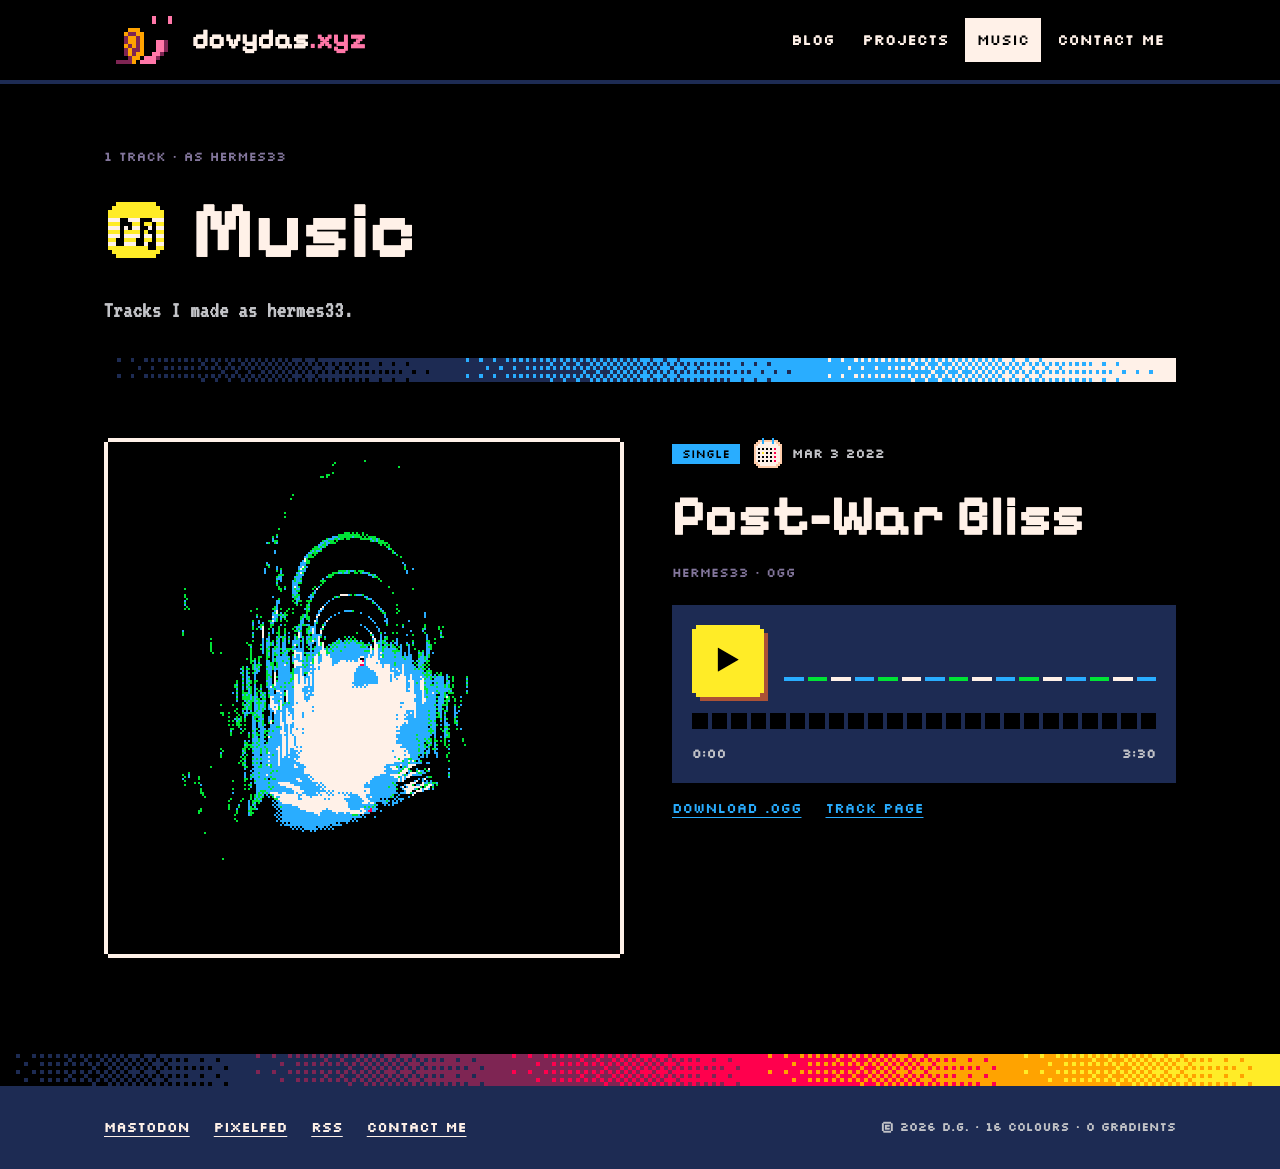 dovydas.xyz
BLOG PROJECTS MUSIC CONTACT ME
1 TRACK · AS HERMES33
Music
Tracks I made as hermes33.
SINGLE MAR 3 2022
Post-War Bliss
HERMES33 · OGG
0:00 3:30
DOWNLOAD .OGG TRACK PAGE
MASTODON PIXELFED RSS CONTACT ME
© 2026 D.G. · 16 COLOURS · 0 GRADIENTS